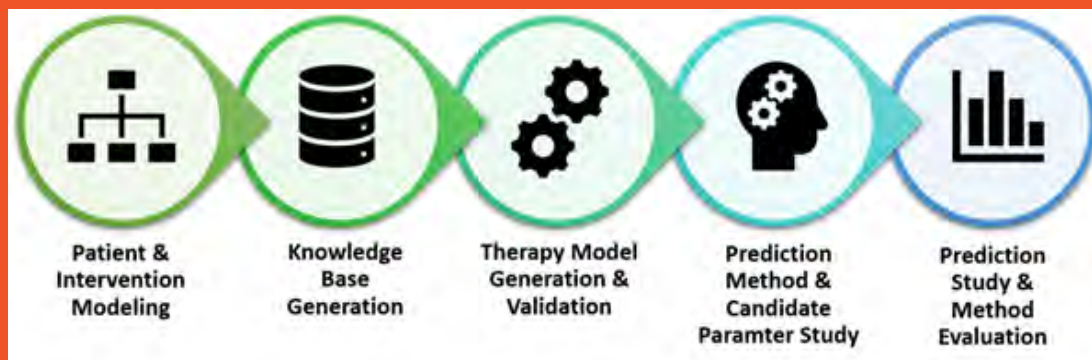 Patient &
Intervention
Modeling
Knowledge
Base
Generation
Therapy Model
Generation &
Validation
Prediction
Method &
Candidate
Paramter Study
Prediction
Study &
Method
Evaluation